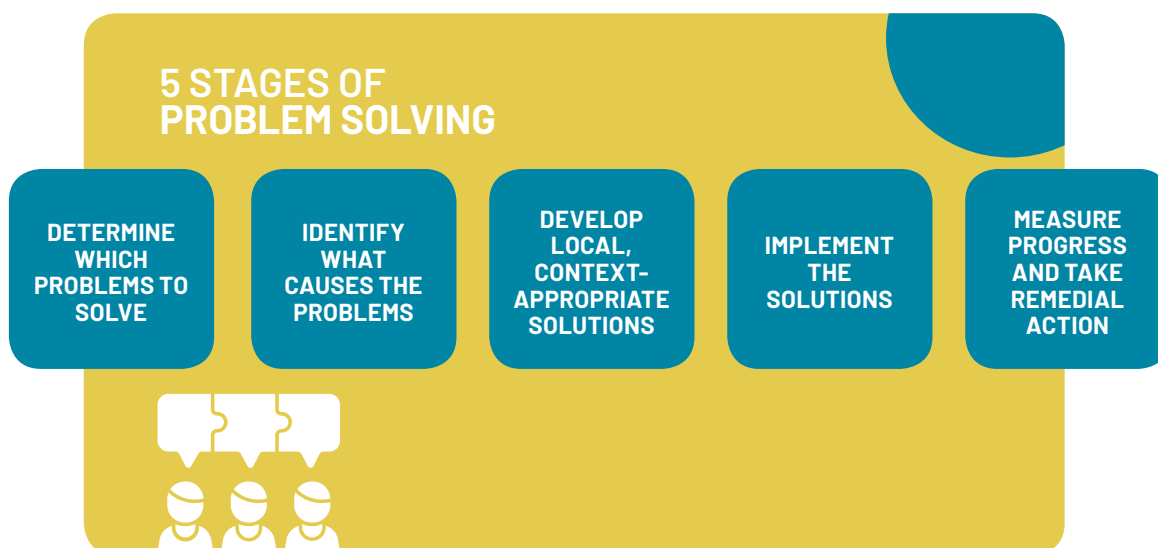 5 STAGES OF
PROBLEM SOLVING
DETERMINE
WHICH
PROBLEMS TO
SOLVE
IDENTIFY
WHAT
CAUSES THE
PROBLEMS
DEVELOP
LOCAL,
CONTEXT-
APPROPRIATE
SOLUTIONS
IMPLEMENT
THE
SOLUTIONS
MEASURE
PROGRESS
AND TAKE
REMEDIAL
ACTION